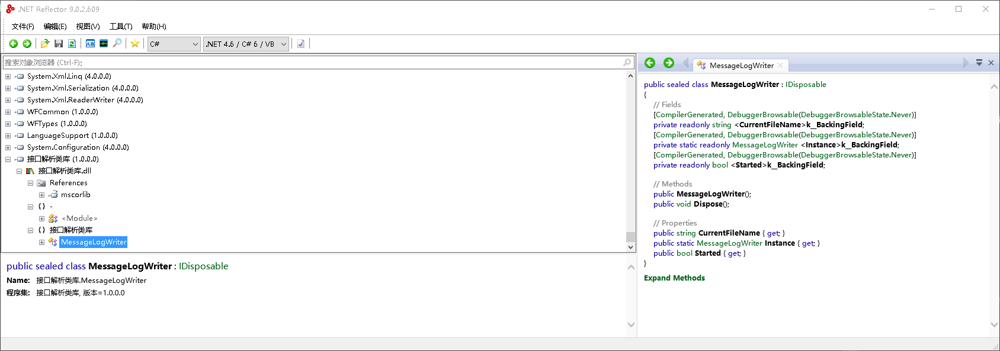 .NET Reflector 9.0.2.609
文件(F) 编辑(E) 视图(V) 工具(T) 帮助(H)
C# .NET 4.6 / C# 6 / VB
搜索对象浏览器 (Ctrl-F);
System.Xml.Linq (4.0.0.0)
System.Xml.Serialization (4.0.0.0)
System.Xml.ReaderWriter (4.0.0.0)
WFCommon (1.0.0.0)
WFTypes (1.0.0.0)
LanguageSupport (1.0.0.0)
System.Configuration (4.0.0.0)
接口解析类库 (1.0.0.0)
接口解析类库.dll
References
mscorlib
{} -
<Module>
{} 接口解析类库
MessageLogWriter
public sealed class MessageLogWriter : IDisposable
Name: 接口解析类库.MessageLogWriter
程序集: 接口解析类库, 版本=1.0.0.0
MessageLogWriter
public sealed class MessageLogWriter : IDisposable
{
// Fields
[CompilerGenerated, DebuggerBrowsable(DebuggerBrowsableState.Never)]
private readonly string <CurrentFileName>k__BackingField;
[CompilerGenerated, DebuggerBrowsable(DebuggerBrowsableState.Never)]
private static readonly MessageLogWriter <Instance>k__BackingField;
[CompilerGenerated, DebuggerBrowsable(DebuggerBrowsableState.Never)]
private readonly bool <Started>k__BackingField;
// Methods
public MessageLogWriter();
public void Dispose();
// Properties
public string CurrentFileName { get; }
public static MessageLogWriter Instance { get; }
public bool Started { get; }
}
Expand Methods